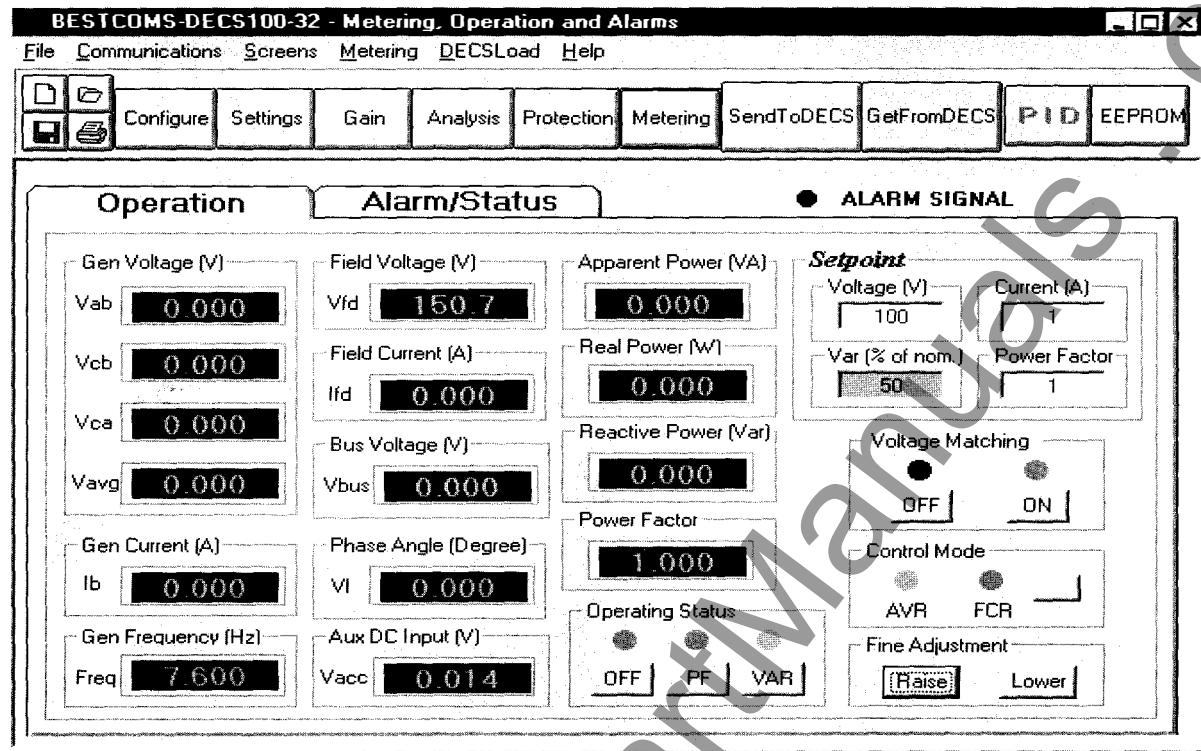 BESTCOMS-DECS100-32 - Metering, Operation and Alarms
File Communications Screens Metering DECSLoad Help
Configure Settings Gain Analysis Protection Metering SendToDECS GetFromDECS PID EEPROM
Operation Alarm/Status ALARM SIGNAL
Gen Voltage (V)
Vab 0.000
Vcb 0.000
Vca 0.000
Vavg 0.000
Gen Current (A)
Ib 0.000
Gen Frequency (Hz)
Freq 7.600
Field Voltage (V)
Vfd 150.7
Field Current (A)
Ifd 0.000
Bus Voltage (V)
Vbus 0.000
Phase Angle (Degree)
VI 0.000
Aux DC Input (V)
Vacc 0.014
Apparent Power (VA)
0.000
Real Power (W)
0.000
Reactive Power (Var)
0.000
Power Factor
1.000
Operating Status
OFF PF VAR
Setpoint
Voltage (V)
100
Current (A)
1
Var (% of nom.)
50
Power Factor
1
Voltage Matching
OFF ON
Control Mode
AVR FCR
Fine Adjustment
Raise Lower